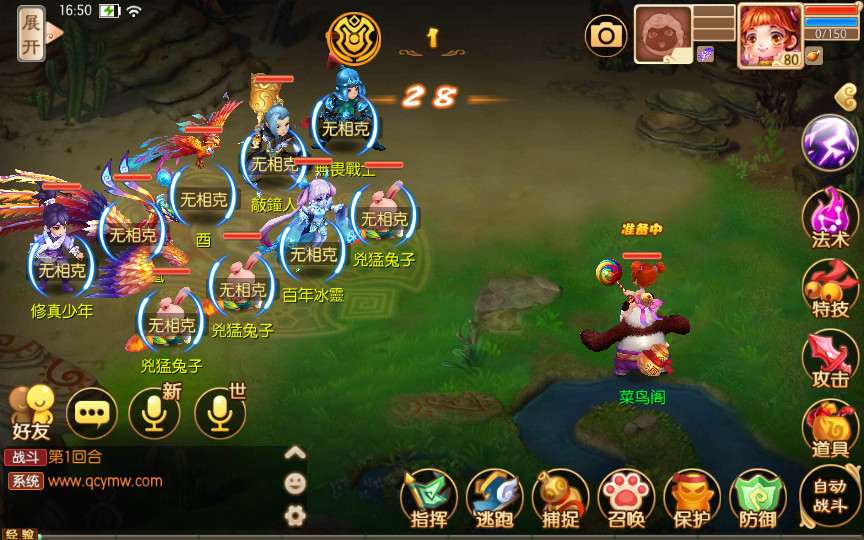 展开
16:50
1
28
80
0/150
无相克
無畏戰士
无相克
敲鐘人
无相克
酉
无相克
兇猛兔子
无相克
无相克
百年冰靈
无相克
修真少年
无相克
兇猛兔子
无相克
兇猛兔子
准备中
菜鸟阁
法术
特技
攻击
道具
自动战斗
好友
新
世
战斗 第1回合
系统 www.qcymw.com
指挥
逃跑
捕捉
召唤
保护
防御
经验